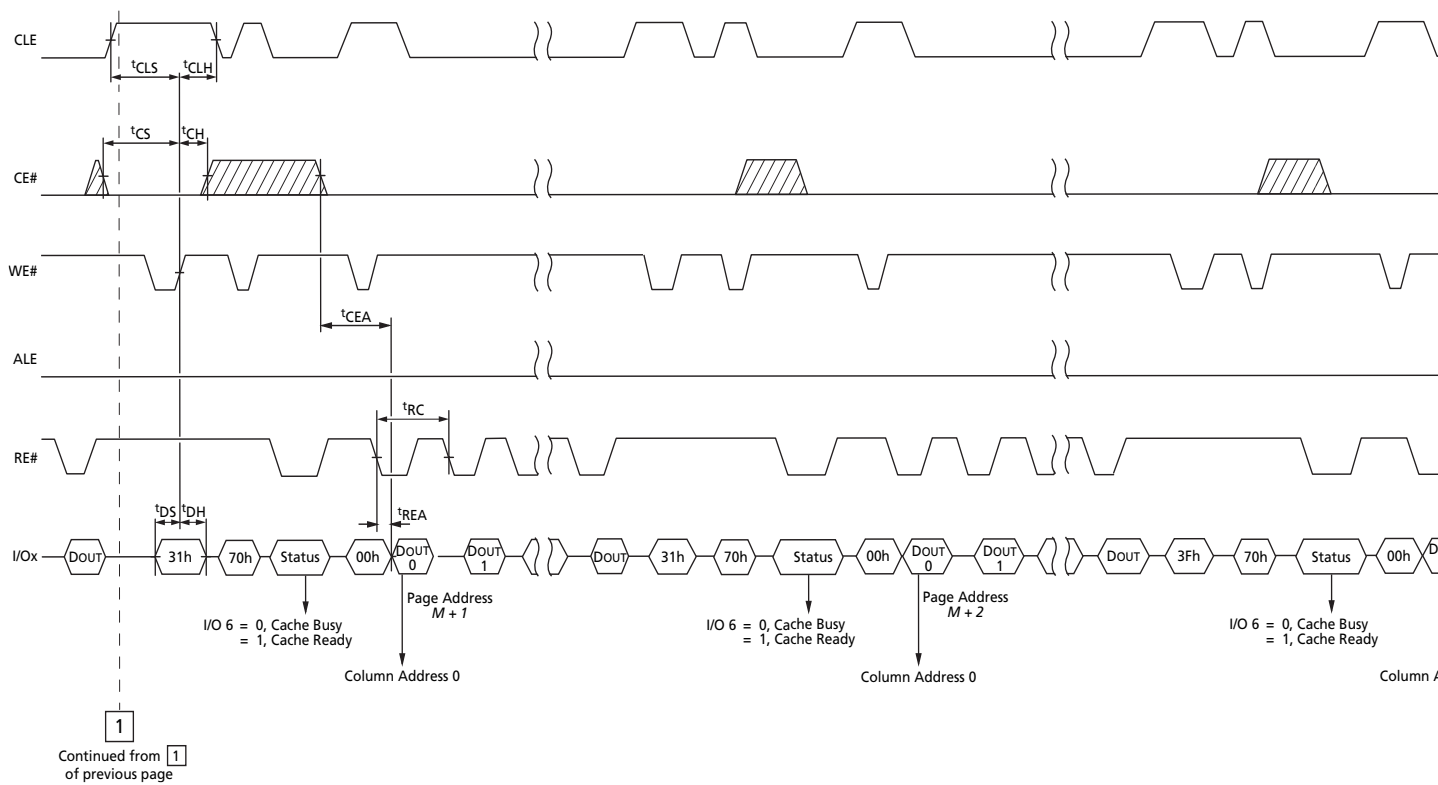 CLE
tCLS tCLH
tCS tCH
CE#
WE#
tCEA
ALE
tRC
RE#
tDS tDH
tREA
I/Ox DOUT 31h 70h Status 00h DOUT 0 DOUT 1 DOUT 31h 70h Status 00h DOUT 0 DOUT 1 DOUT 3Fh 70h Status 00h D
Page Address
M + 1
Page Address
M + 2
I/O 6 = 0, Cache Busy
= 1, Cache Ready
I/O 6 = 0, Cache Busy
= 1, Cache Ready
I/O 6 = 0, Cache Busy
= 1, Cache Ready
Column Address 0
Column Address 0
Column A
1
Continued from 1
of previous page